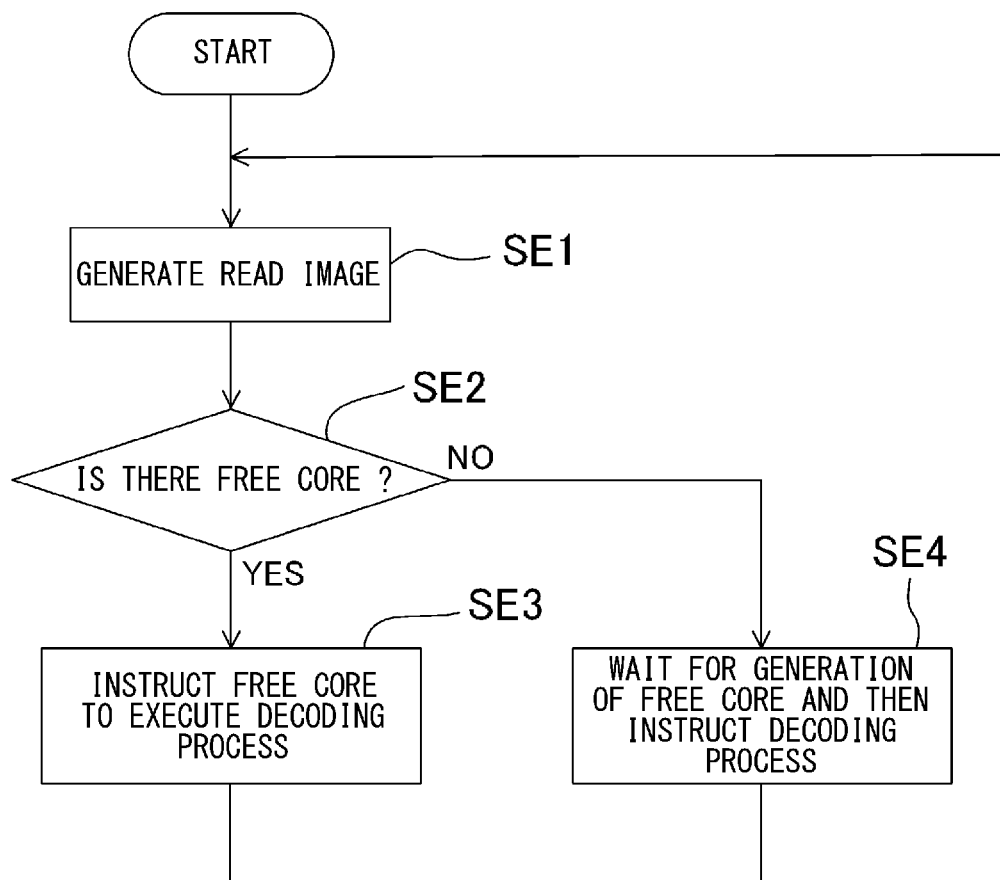 START
GENERATE READ IMAGE
SE1
SE2
IS THERE FREE CORE ?
NO
YES
SE3
SE4
INSTRUCT FREE CORE
TO EXECUTE DECODING
PROCESS
WAIT FOR GENERATION
OF FREE CORE AND THEN
INSTRUCT DECODING
PROCESS